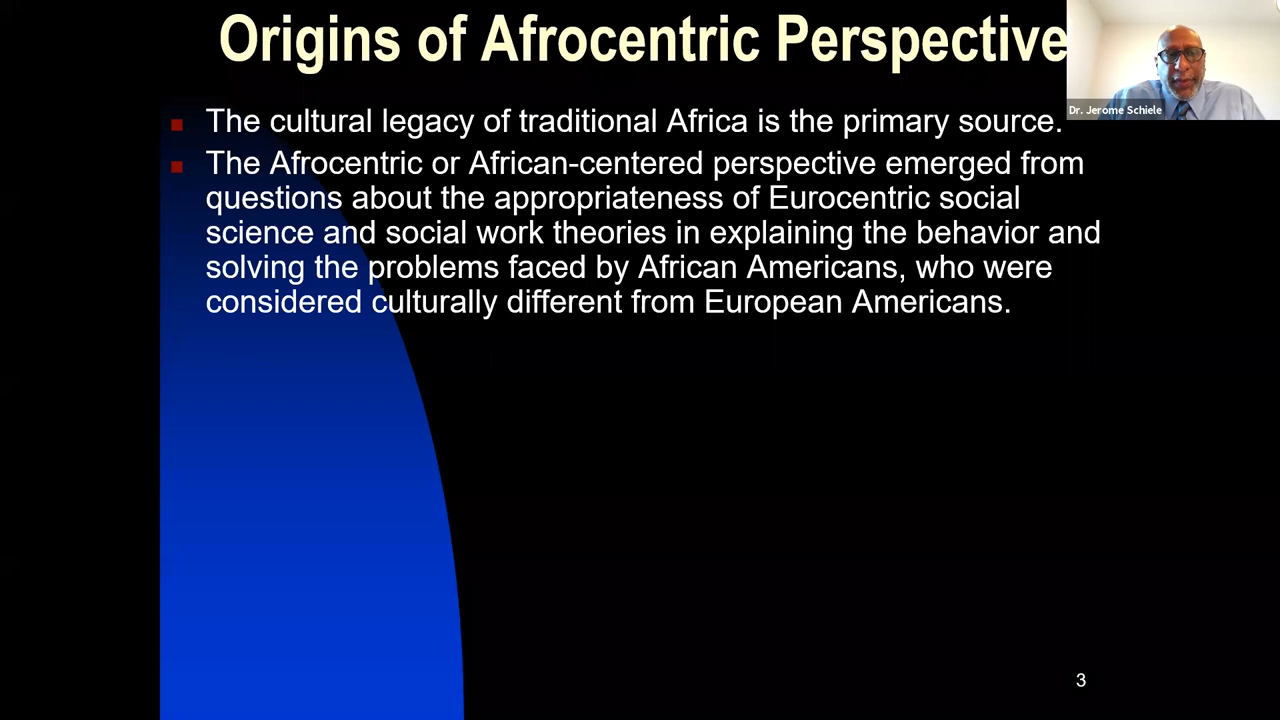 Origins of Afrocentric Perspective
Dr. Jerome Schiele
The cultural legacy of traditional Africa is the primary source.
The Afrocentric or African-centered perspective emerged from
questions about the appropriateness of Eurocentric social
science and social work theories in explaining the behavior and
solving the problems faced by African Americans, who were
considered culturally different from European Americans.
3